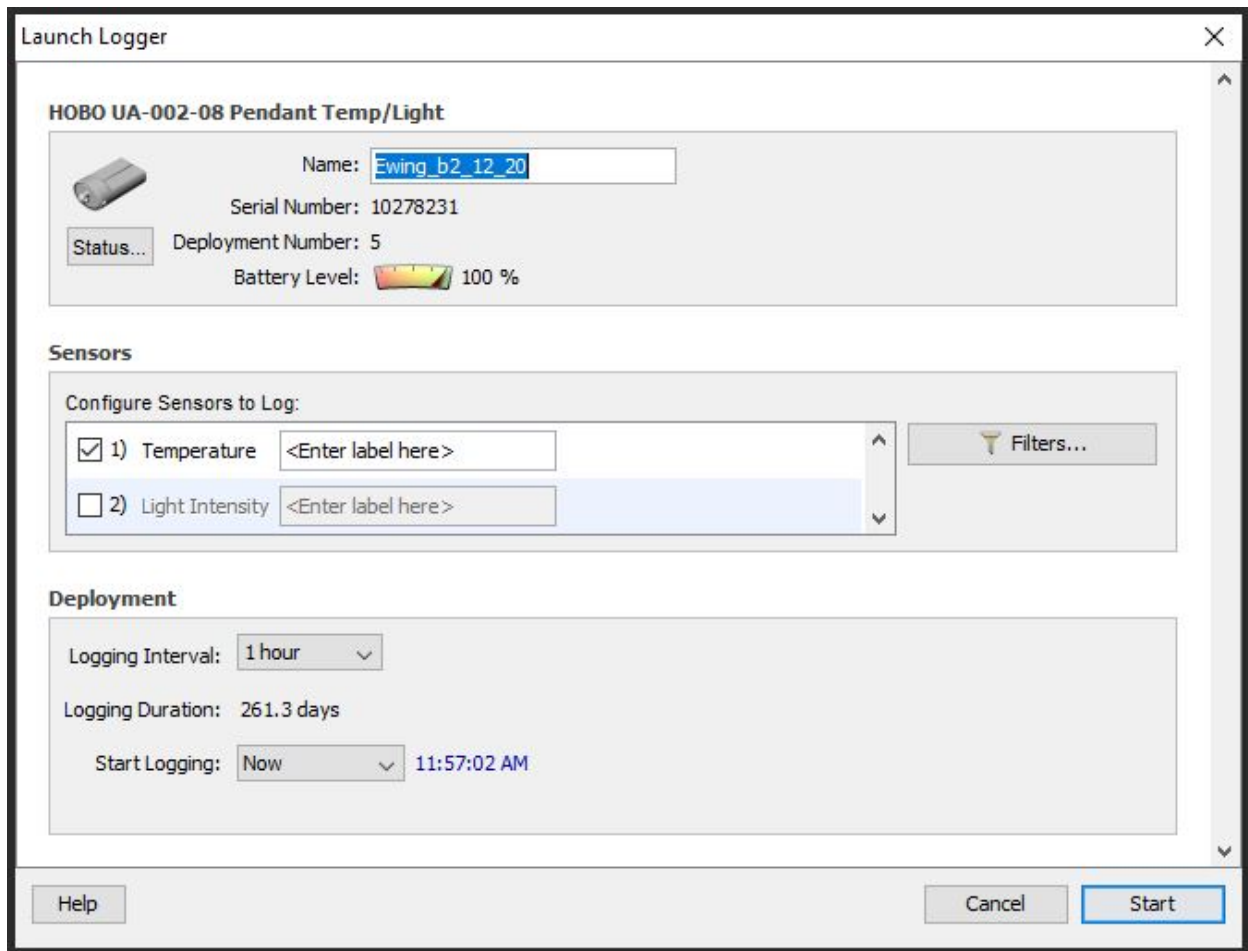 Launch Logger
HOBO UA-002-08 Pendant Temp/Light
Name: Ewing_b2_12_20
Serial Number: 10278231
Status...
Deployment Number: 5
Battery Level: 100 %
Sensors
Configure Sensors to Log:
1) Temperature <Enter label here>
Filters...
2) Light Intensity <Enter label here>
Deployment
Logging Interval: 1 hour
Logging Duration: 261.3 days
Start Logging: Now 11:57:02 AM
Help Cancel Start